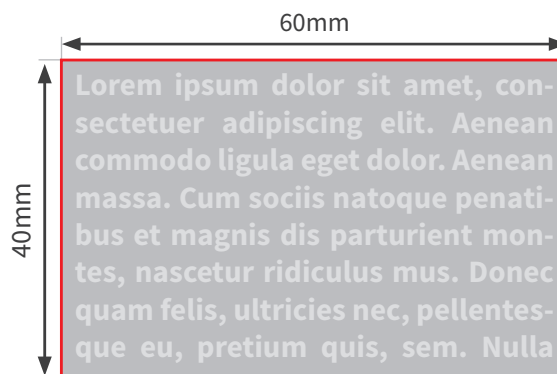 60mm
40mm
Lorem ipsum dolor sit amet, con-
sectetuer adipiscing elit. Aenean
commodo ligula eget dolor. Aenean
massa. Cum sociis natoque penati-
bus et magnis dis parturient mon-
tes, nascetur ridiculus mus. Donec
quam felis, ultricies nec, pellentes-
que eu, pretium quis, sem. Nulla